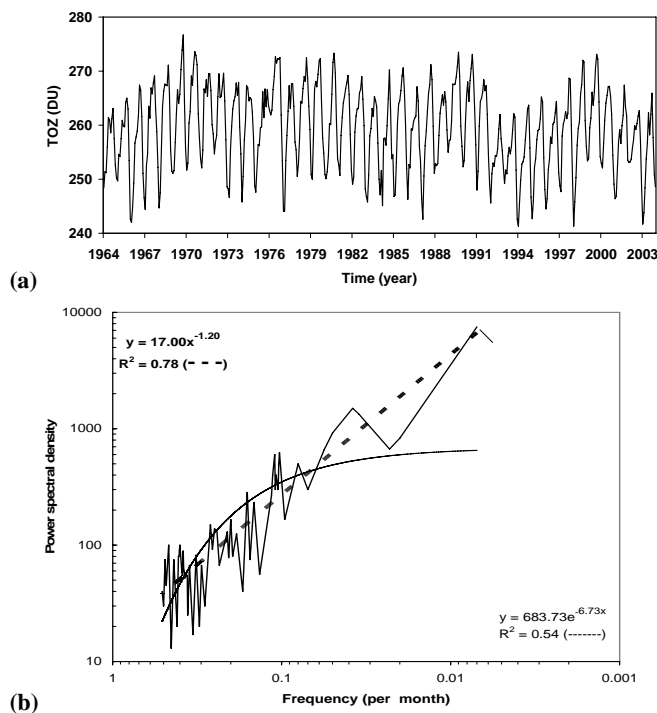 280
270
260
250
240
TOZ (DU)
1964 1967 1970 1973 1976 1979 1982 1985 1988 1991 1994 1997 2000 2003
Time (year)
(a)
10000
1000
100
10
Power spectral density
y = 17.00x^-1.20
R² = 0.78 (- - -)
y = 683.73e^-6.73x
R² = 0.54 (-------)
1 0.1 0.01 0.001
Frequency (per month)
(b)